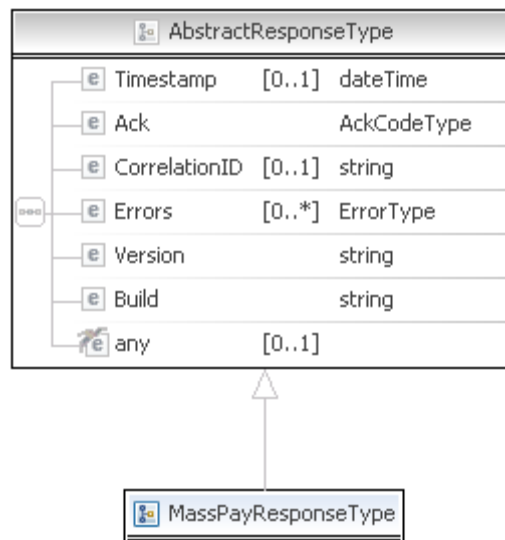 AbstractResponseType
e Timestamp [0..1] dateTime
e Ack AckCodeType
e CorrelationID [0..1] string
e Errors [0..*] ErrorType
e Version string
e Build string
e any [0..1]
MassPayResponseType